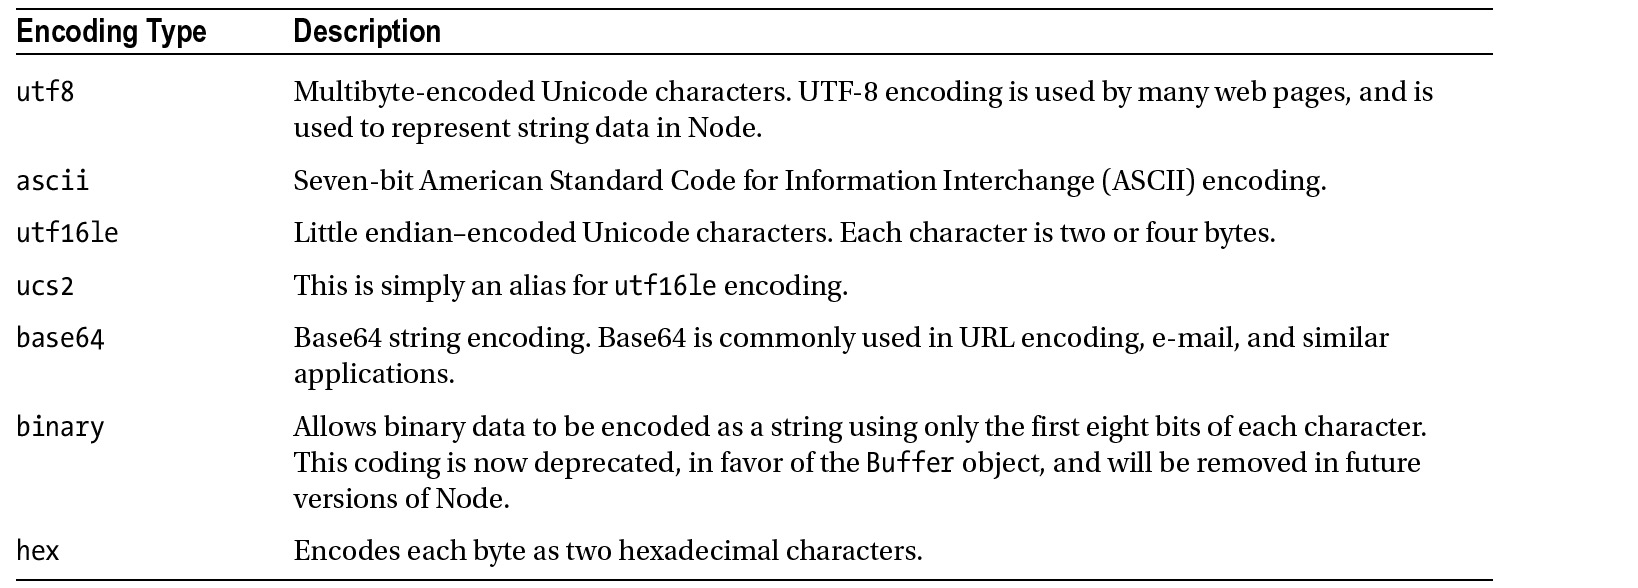 Encoding Type Description
utf8 Multibyte-encoded Unicode characters. UTF-8 encoding is used by many web pages, and is
used to represent string data in Node.
ascii Seven-bit American Standard Code for Information Interchange (ASCII) encoding.
utf16le Little endian–encoded Unicode characters. Each character is two or four bytes.
ucs2 This is simply an alias for utf16le encoding.
base64 Base64 string encoding. Base64 is commonly used in URL encoding, e-mail, and similar
applications.
binary Allows binary data to be encoded as a string using only the first eight bits of each character.
This coding is now deprecated, in favor of the Buffer object, and will be removed in future
versions of Node.
hex Encodes each byte as two hexadecimal characters.